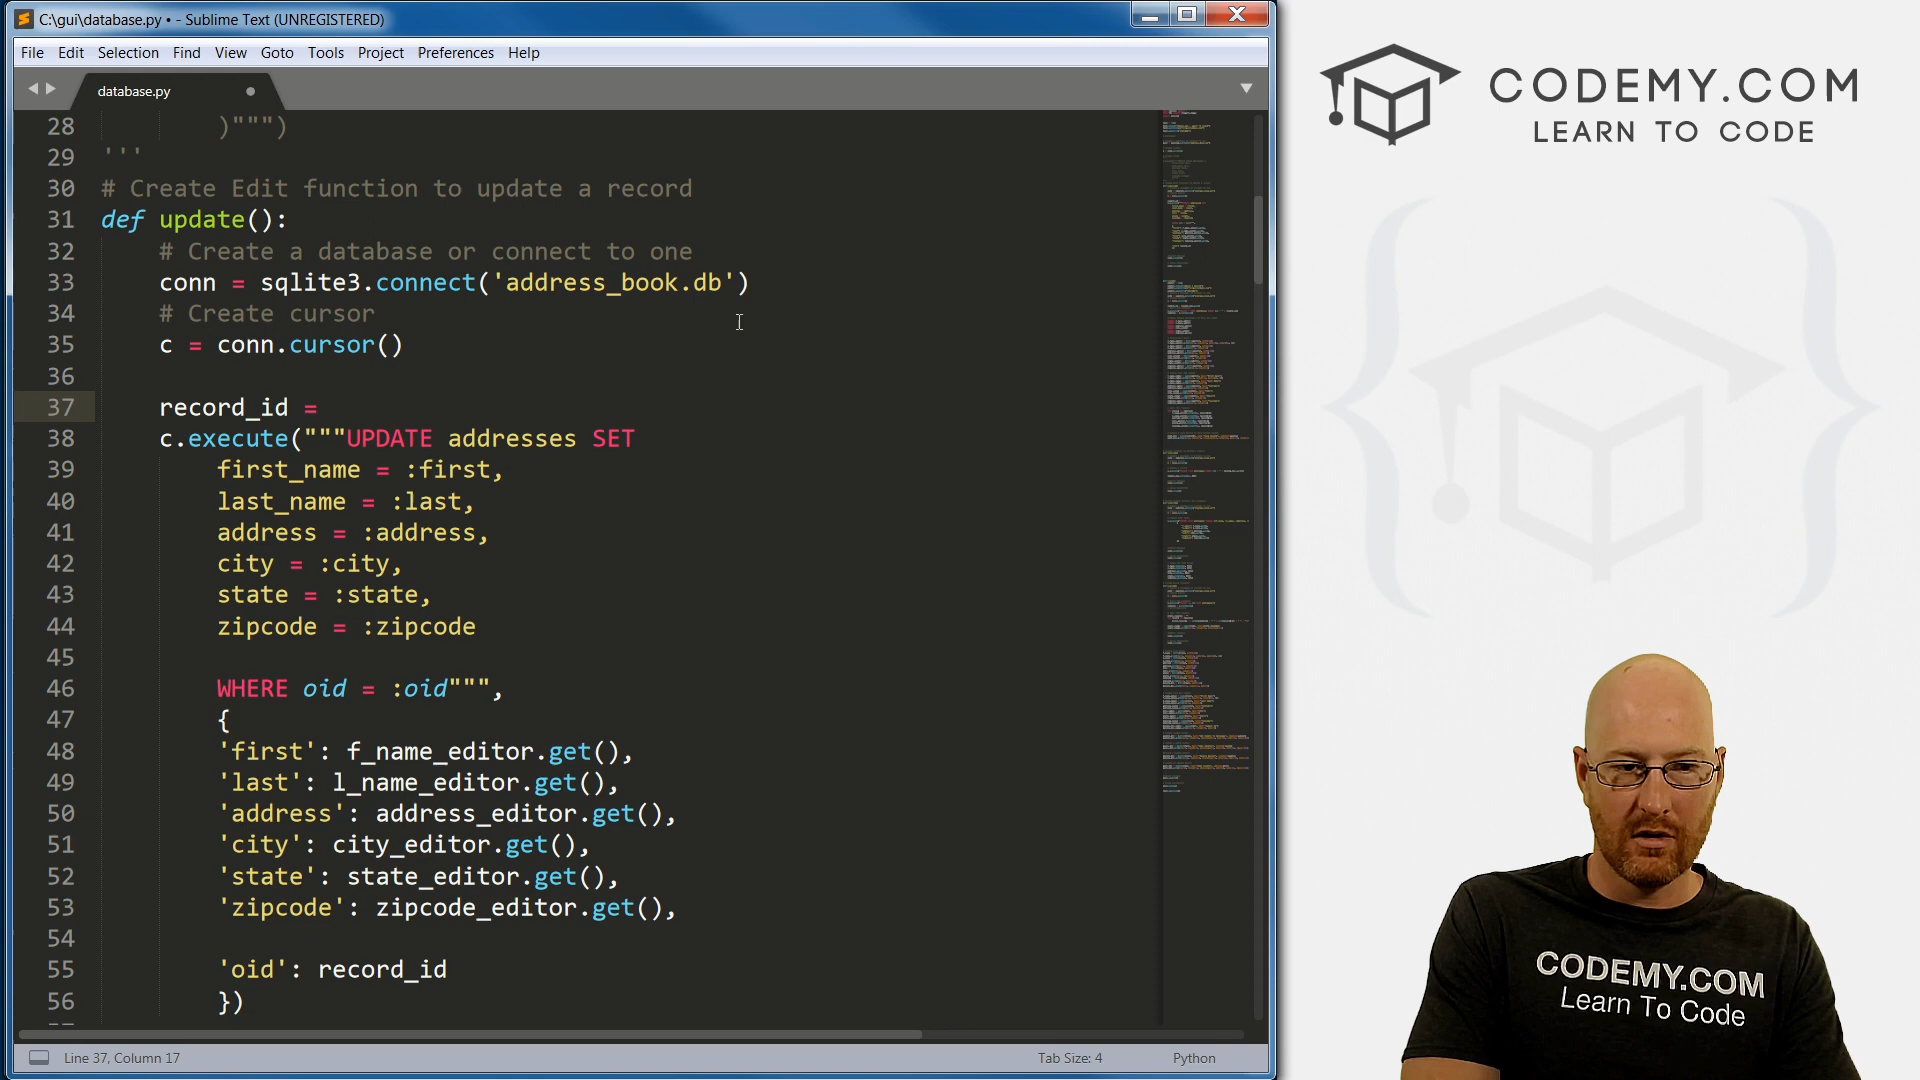 C:\gui\database.py • - Sublime Text (UNREGISTERED)
File Edit Selection Find View Goto Tools Project Preferences Help
database.py
28 )""")
29 '''
30 # Create Edit function to update a record
31 def update():
32 # Create a database or connect to one
33 conn = sqlite3.connect('address_book.db')
34 # Create cursor
35 c = conn.cursor()
36
37 record_id =
38 c.execute("""UPDATE addresses SET
39 first_name = :first,
40 last_name = :last,
41 address = :address,
42 city = :city,
43 state = :state,
44 zipcode = :zipcode
45
46 WHERE oid = :oid""",
47 {
48 'first': f_name_editor.get(),
49 'last': l_name_editor.get(),
50 'address': address_editor.get(),
51 'city': city_editor.get(),
52 'state': state_editor.get(),
53 'zipcode': zipcode_editor.get(),
54
55 'oid': record_id
56 })
Line 37, Column 17
Tab Size: 4
Python
CODEMY.COM
LEARN TO CODE
CODEMY.COM
Learn To Code